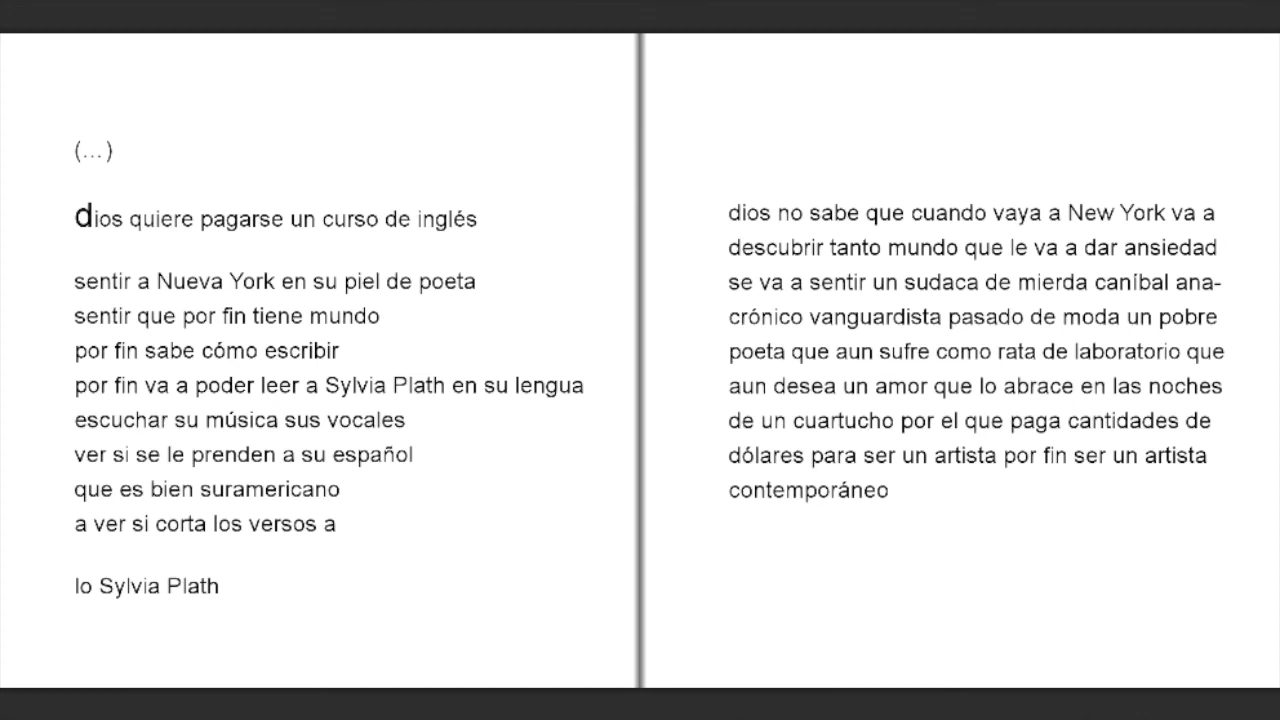 (...)
dios quiere pagarse un curso de inglés
sentir a Nueva York en su piel de poeta
sentir que por fin tiene mundo
por fin sabe cómo escribir
por fin va a poder leer a Sylvia Plath en su lengua
escuchar su música sus vocales
ver si se le prenden a su español
que es bien suramericano
a ver si corta los versos a
lo Sylvia Plath
dios no sabe que cuando vaya a New York va a
descubrir tanto mundo que le va a dar ansiedad
se va a sentir un sudaca de mierda caníbal ana-
crónico vanguardista pasado de moda un pobre
poeta que aun sufre como rata de laboratorio que
aun desea un amor que lo abrace en las noches
de un cuartucho por el que paga cantidades de
dólares para ser un artista por fin ser un artista
contemporáneo